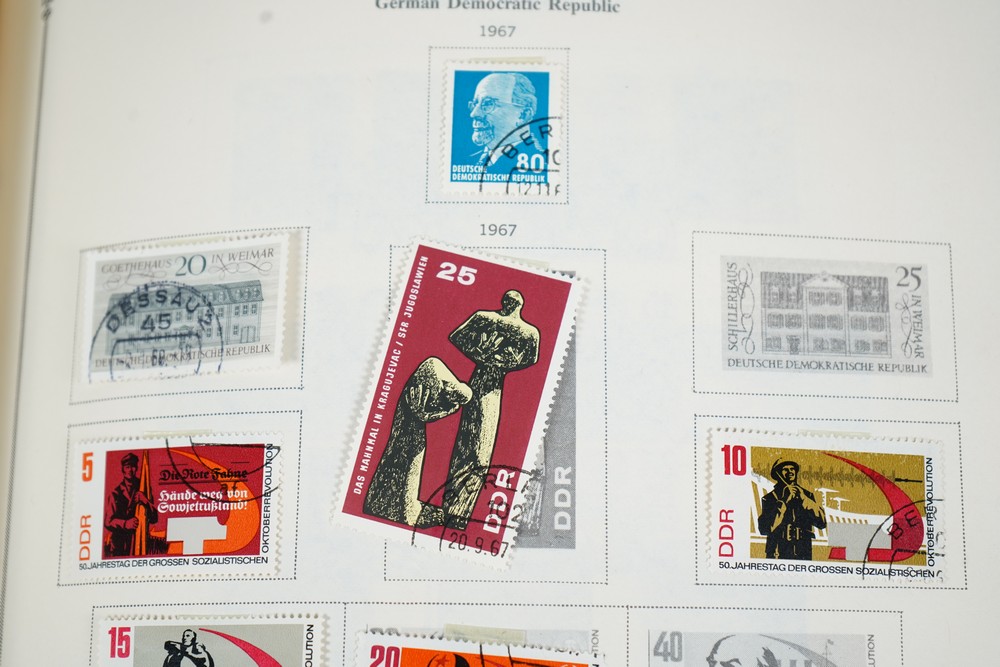 German Democratic Republic
1967
BER
80
DEUTSCHE
DEMOKRATISCHE REPUBLIK
1967
GOETHEHAUS 20 IN WEIMAR
DESSAU
45
DEUTSCHE DEMOKRATISCHE REPUBLIK
25
DAS MAHNMAL IN KRAGUJEVAC / SFR JUGOSLAWIEN
DDR
20.9.67
DDR
SCHILLERHAUS
25
IN WEIMAR
DEUTSCHE DEMOKRATISCHE REPUBLIK
5
DDR
Die Rote Fahne
Hände weg von
Sowjetrußland!
OKTOBERREVOLUTION
50. JAHRESTAG DER GROSSEN SOZIALISTISCHEN
10
DDR
BER
OKTOBERREVOLUTION
50. JAHRESTAG DER GROSSEN SOZIALISTISCHEN
15
20
40